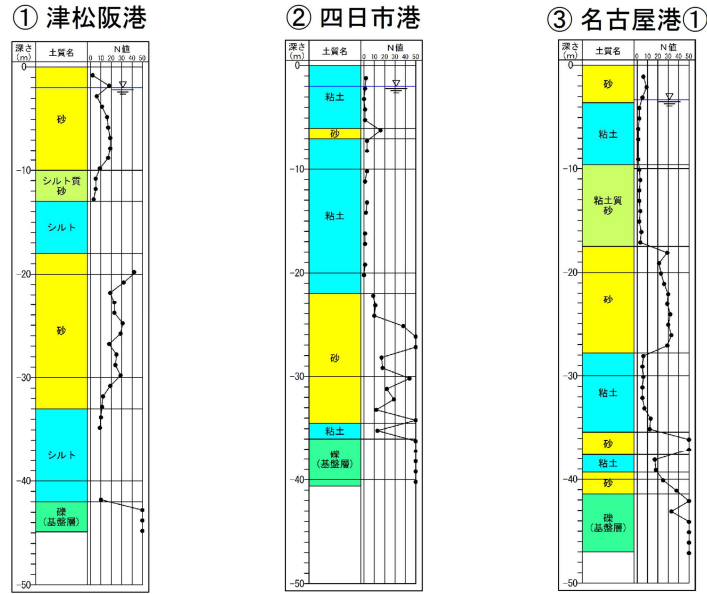 ① 津松阪港
深さ
(m)
土質名
N 値
0 10 20 30 40 50
0
-10
-20
-30
-40
-50
砂
シルト質
砂
シルト
砂
シルト
礫
(基盤層)
② 四日市港
深さ
(m)
土質名
N 値
0 10 20 30 40 50
0
-10
-20
-30
-40
-50
粘土
砂
粘土
砂
粘土
礫
(基盤層)
③ 名古屋港①
深さ
(m)
土質名
N 値
0 10 20 30 40 50
0
-10
-20
-30
-40
-50
砂
粘土
粘土質
砂
砂
粘土
砂
粘土
砂
礫
(基盤層)